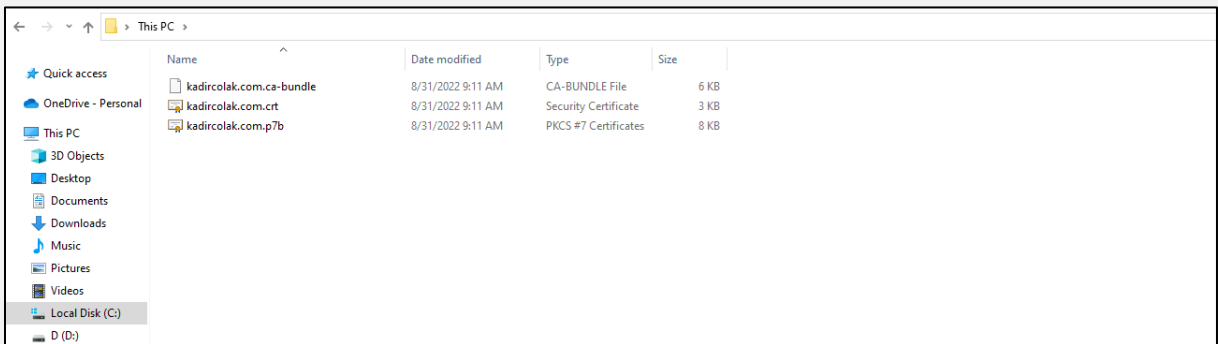 This PC
Name Date modified Type Size
Quick access
kadircolak.com.ca-bundle 8/31/2022 9:11 AM CA-BUNDLE File 6 KB
OneDrive - Personal
kadircolak.com.crt 8/31/2022 9:11 AM Security Certificate 3 KB
kadircolak.com.p7b 8/31/2022 9:11 AM PKCS #7 Certificates 8 KB
This PC
3D Objects
Desktop
Documents
Downloads
Music
Pictures
Videos
Local Disk (C:)
D (D:)